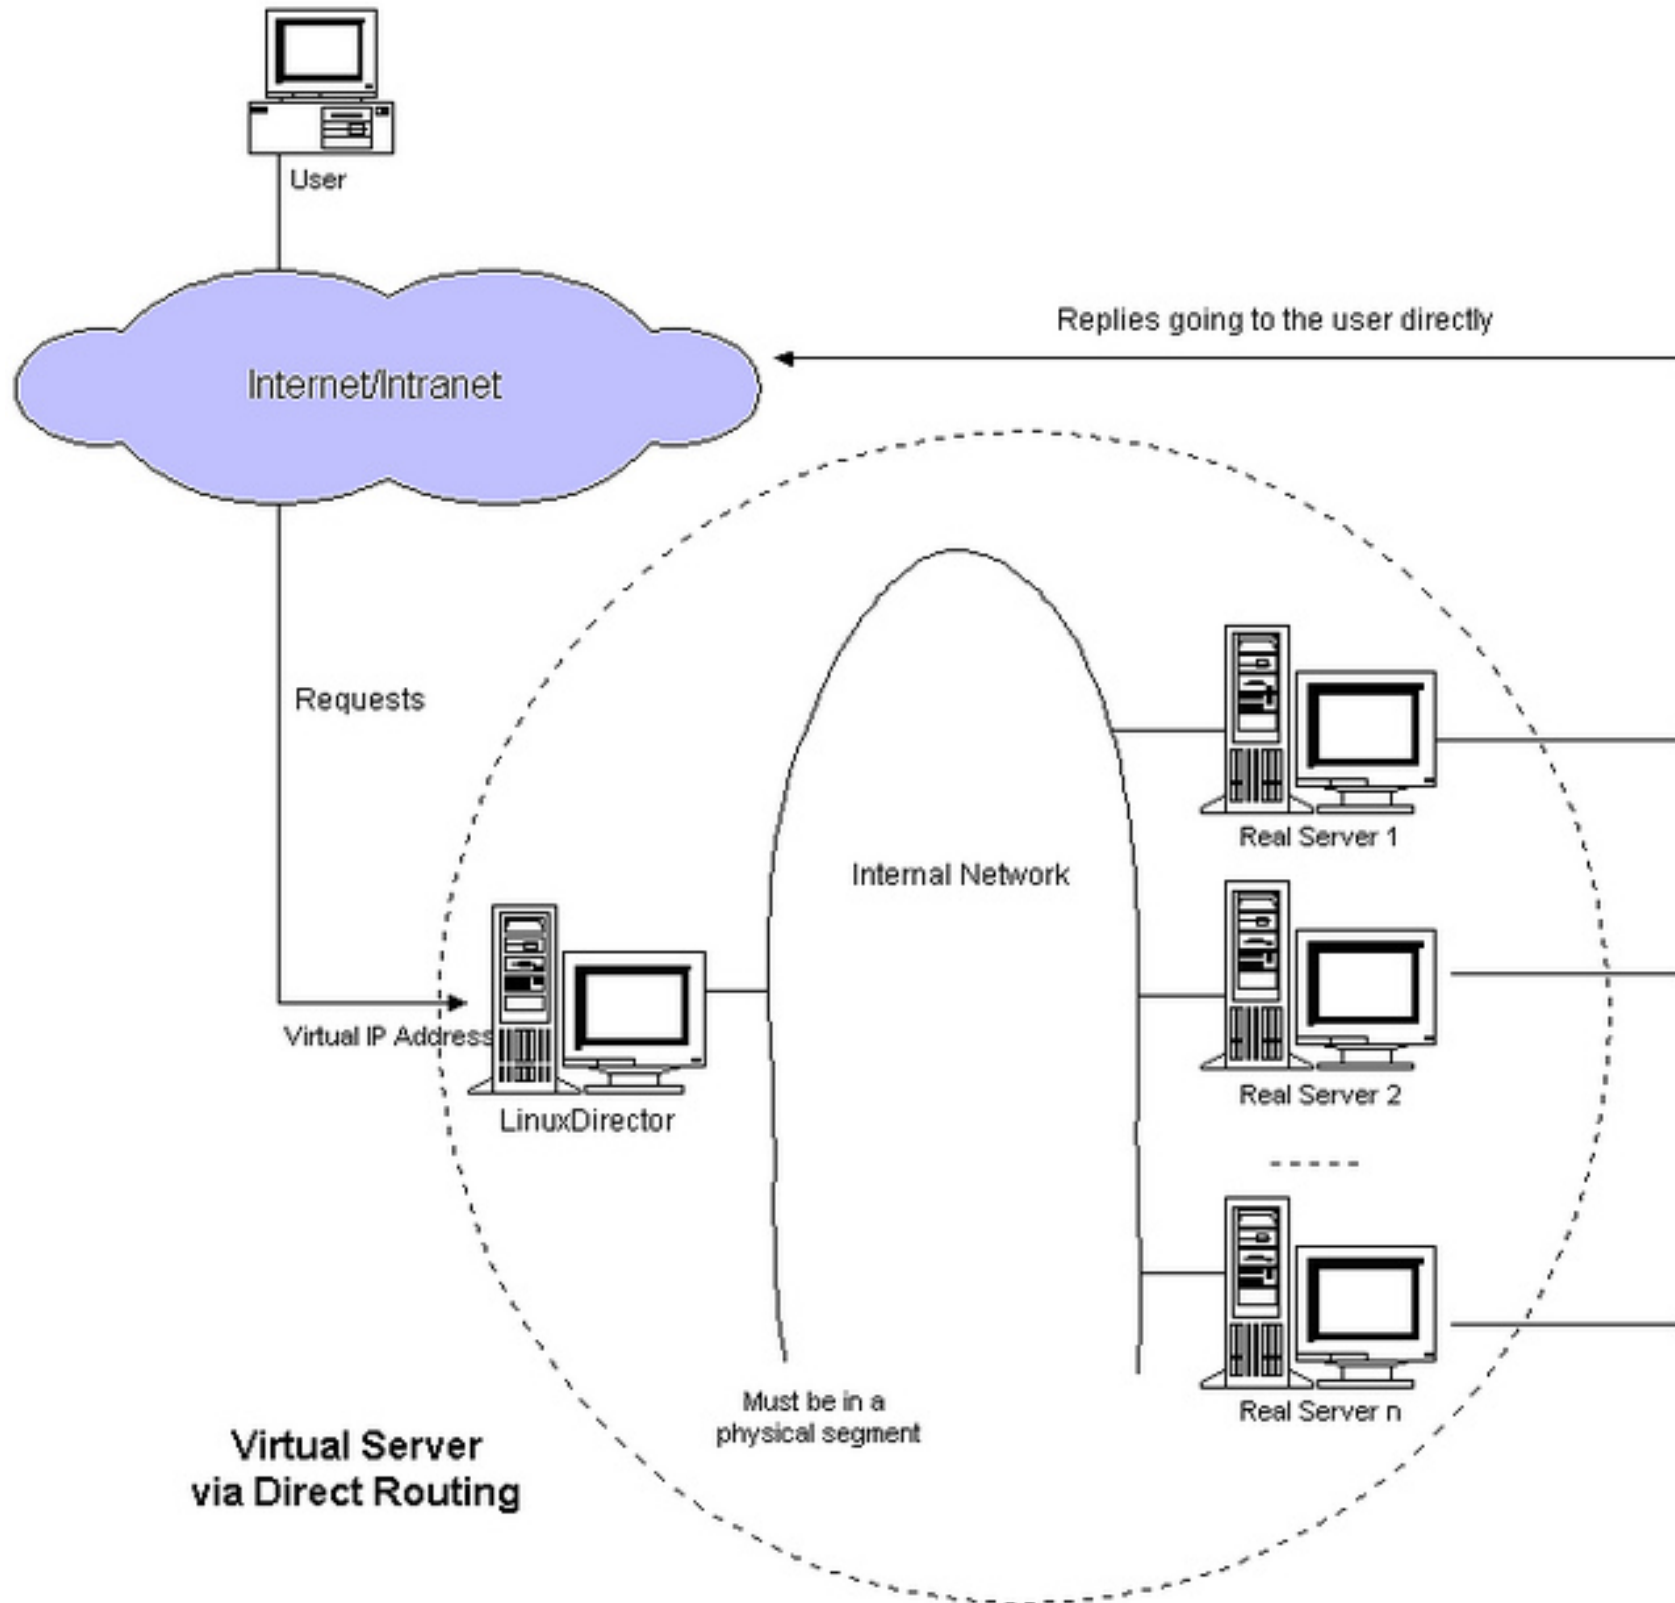 User
Internet/Intranet
Replies going to the user directly
Requests
Real Server 1
Internal Network
Virtual IP Address
LinuxDirector
Real Server 2
Real Server n
Must be in a
physical segment
Virtual Server
via Direct Routing